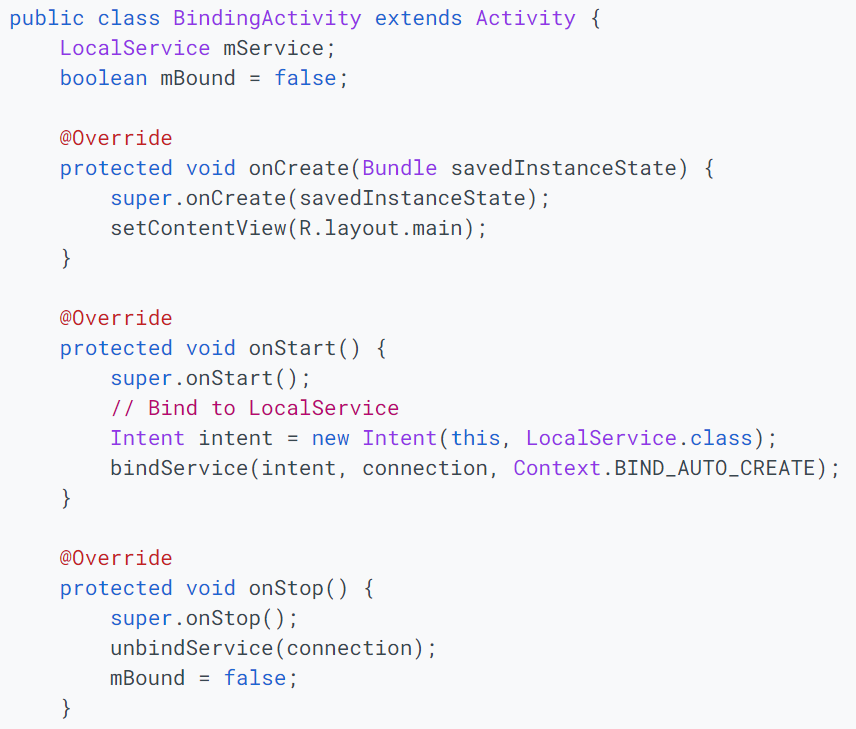 public class BindingActivity extends Activity {
    LocalService mService;
    boolean mBound = false;

    @Override
    protected void onCreate(Bundle savedInstanceState) {
        super.onCreate(savedInstanceState);
        setContentView(R.layout.main);
    }

    @Override
    protected void onStart() {
        super.onStart();
        // Bind to LocalService
        Intent intent = new Intent(this, LocalService.class);
        bindService(intent, connection, Context.BIND_AUTO_CREATE);
    }

    @Override
    protected void onStop() {
        super.onStop();
        unbindService(connection);
        mBound = false;
    }